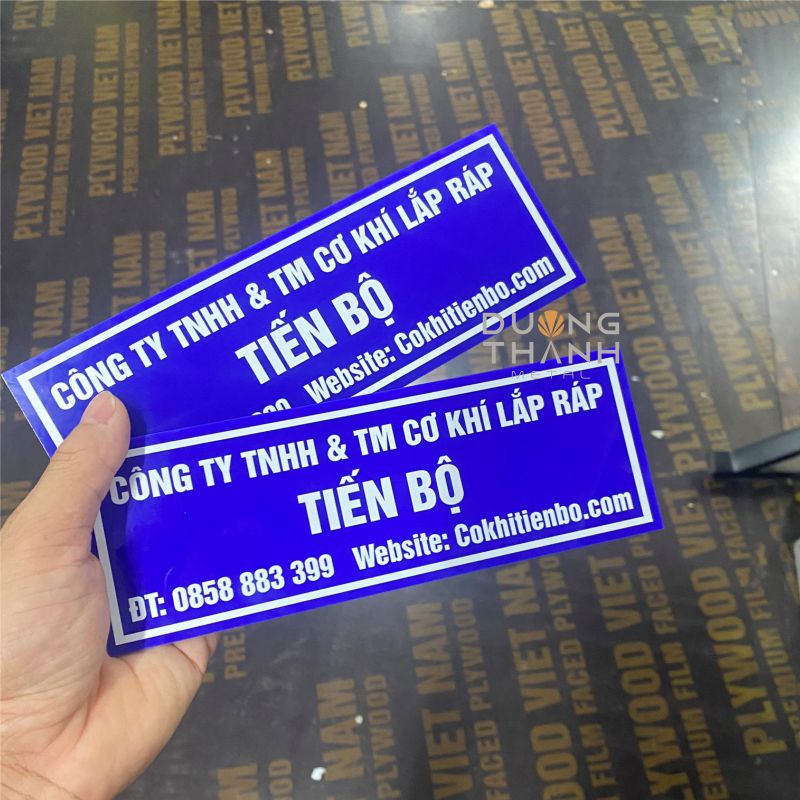 CÔNG TY TNHH & TM CƠ KHÍ LẮP RÁP
TIẾN BỘ
Website: Cokhitienbo.com
DƯƠNG
THÀNH
METAL
CÔNG TY TNHH & TM CƠ KHÍ LẮP RÁP
TIẾN BỘ
ĐT: 0858 883 399 Website: Cokhitienbo.com
PLYWOOD VIET NAM
PREMIUM FILM FACED PLYWOOD